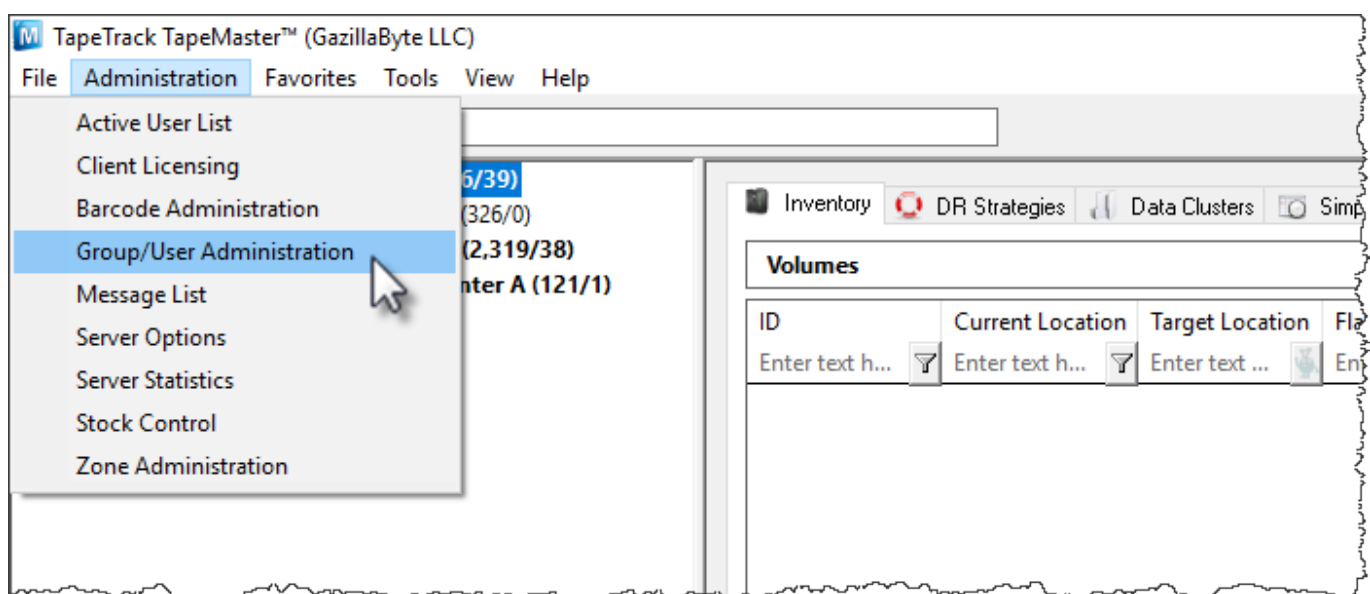 TapeTrack TapeMaster™ (GazillaByte LLC)
File Administration Favorites Tools View Help
Active User List
Client Licensing
Barcode Administration
Group/User Administration
Message List
Server Options
Server Statistics
Stock Control
Zone Administration
6/39)
(326/0)
(2,319/38)
nter A (121/1)
Inventory DR Strategies Data Clusters Simp
Volumes
ID Current Location Target Location Fla
Enter text h... Enter text h... Enter text ... En